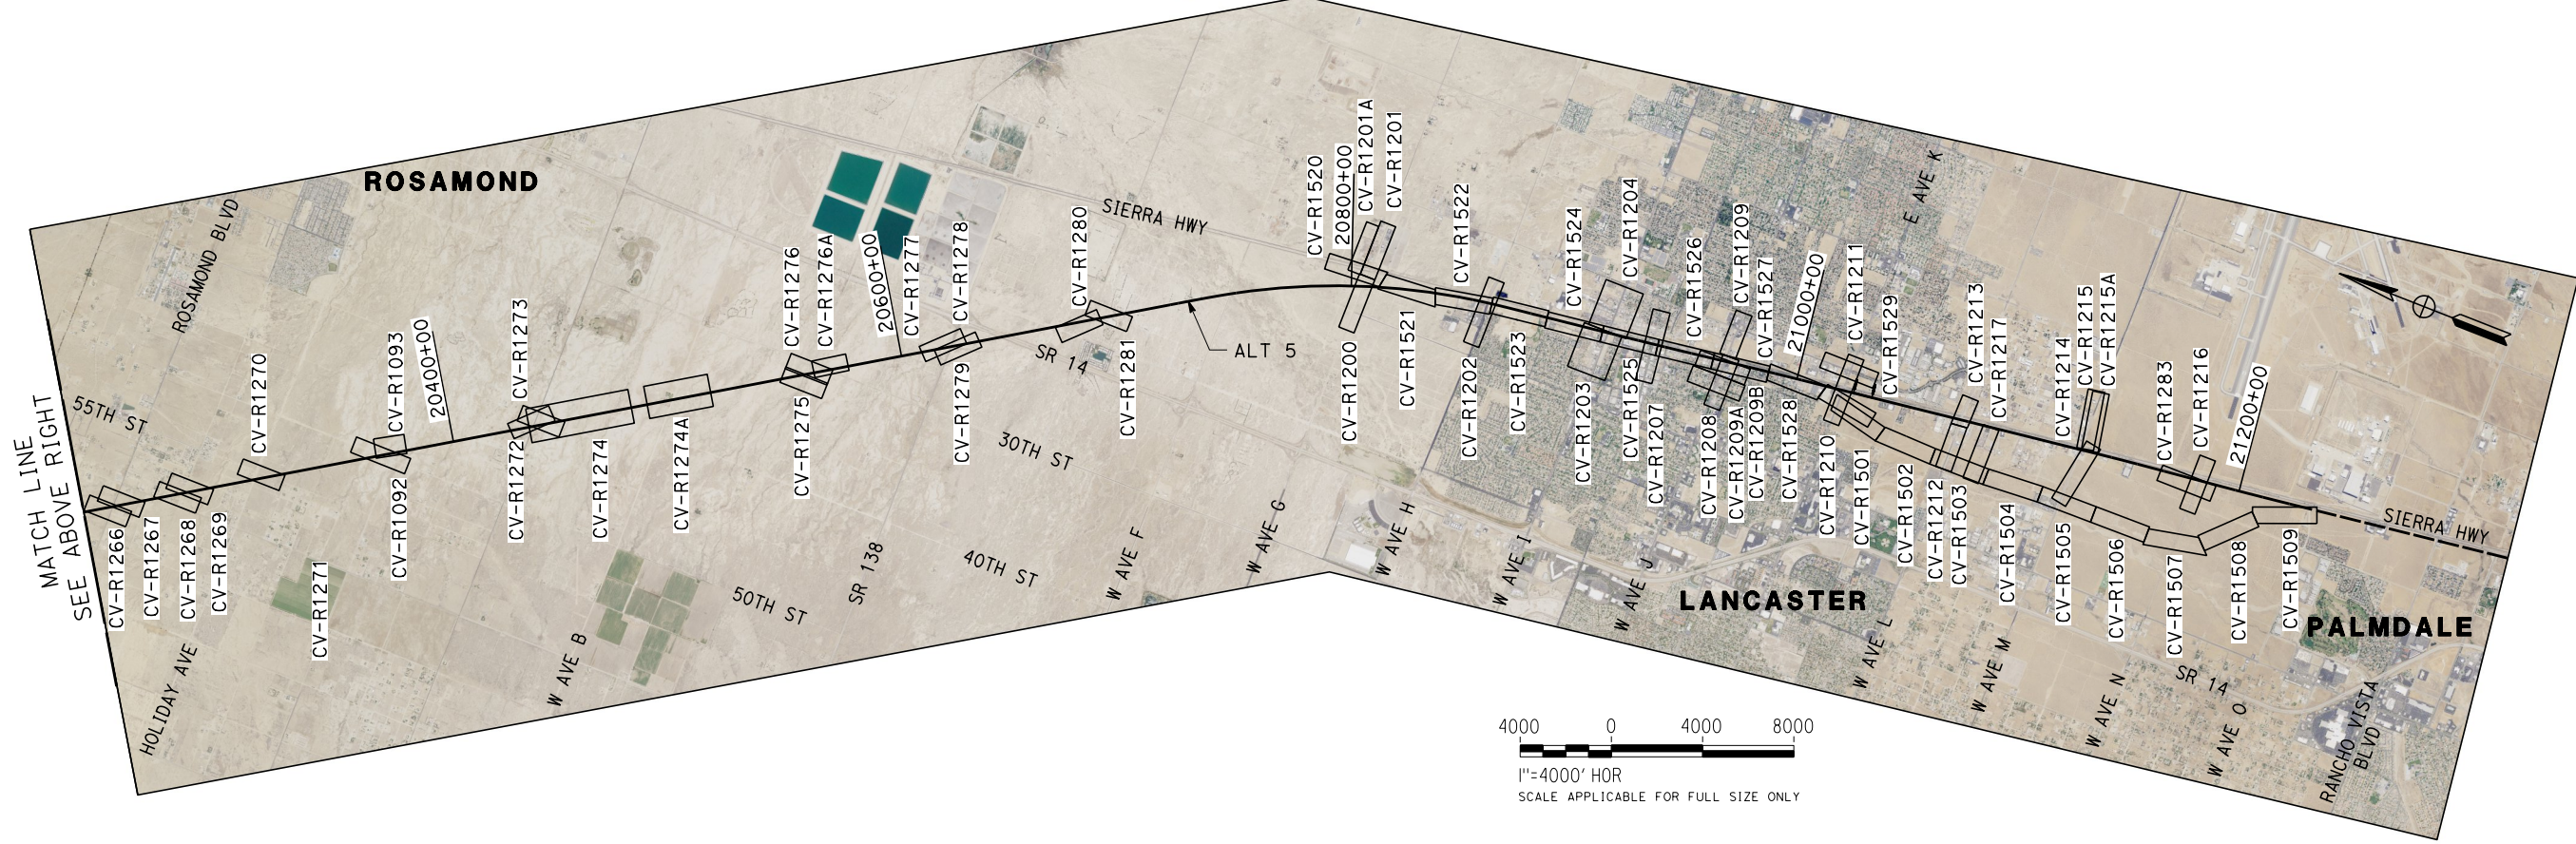 ROSAMOND
ROSAMOND BLVD
MATCH LINE
SEE ABOVE RIGHT
55TH ST
HOLIDAY AVE
CV-R1266
CV-R1267
CV-R1268
CV-R1269
CV-R1270
CV-R1271
CV-R1093
CV-R1092
20400+00
CV-R1273
CV-R1272
CV-R1274
CV-R1274A
W AVE B
50TH ST
SR 138
CV-R1276
CV-R1276A
CV-R1275
20600+00
CV-R1277
CV-R1278
CV-R1279
40TH ST
30TH ST
SR 14
CV-R1280
CV-R1281
SIERRA HWY
ALT 5
W AVE F
W AVE G
W AVE H
CV-R1520
20800+00
CV-R1201A
CV-R1201
CV-R1200
CV-R1521
CV-R1522
CV-R1202
CV-R1523
W AVE I
CV-R1524
CV-R1203
CV-R1204
CV-R1525
CV-R1207
W AVE J
CV-R1526
CV-R1208
CV-R1209A
CV-R1209
CV-R1209B
CV-R1527
CV-R1528
21000+00
CV-R1210
CV-R1211
CV-R1501
CV-R1529
E AVE K
LANCASTER
W AVE L
CV-R1502
CV-R1212
CV-R1503
CV-R1213
CV-R1217
CV-R1504
W AVE M
CV-R1214
CV-R1215
CV-R1215A
CV-R1505
CV-R1506
W AVE N
CV-R1283
CV-R1216
CV-R1507
21200+00
CV-R1508
CV-R1509
SR 14
W AVE O
SIERRA HWY
PALMDALE
RANCHO VISTA
BLVD
4000 0 4000 8000
1"=4000' HOR
SCALE APPLICABLE FOR FULL SIZE ONLY